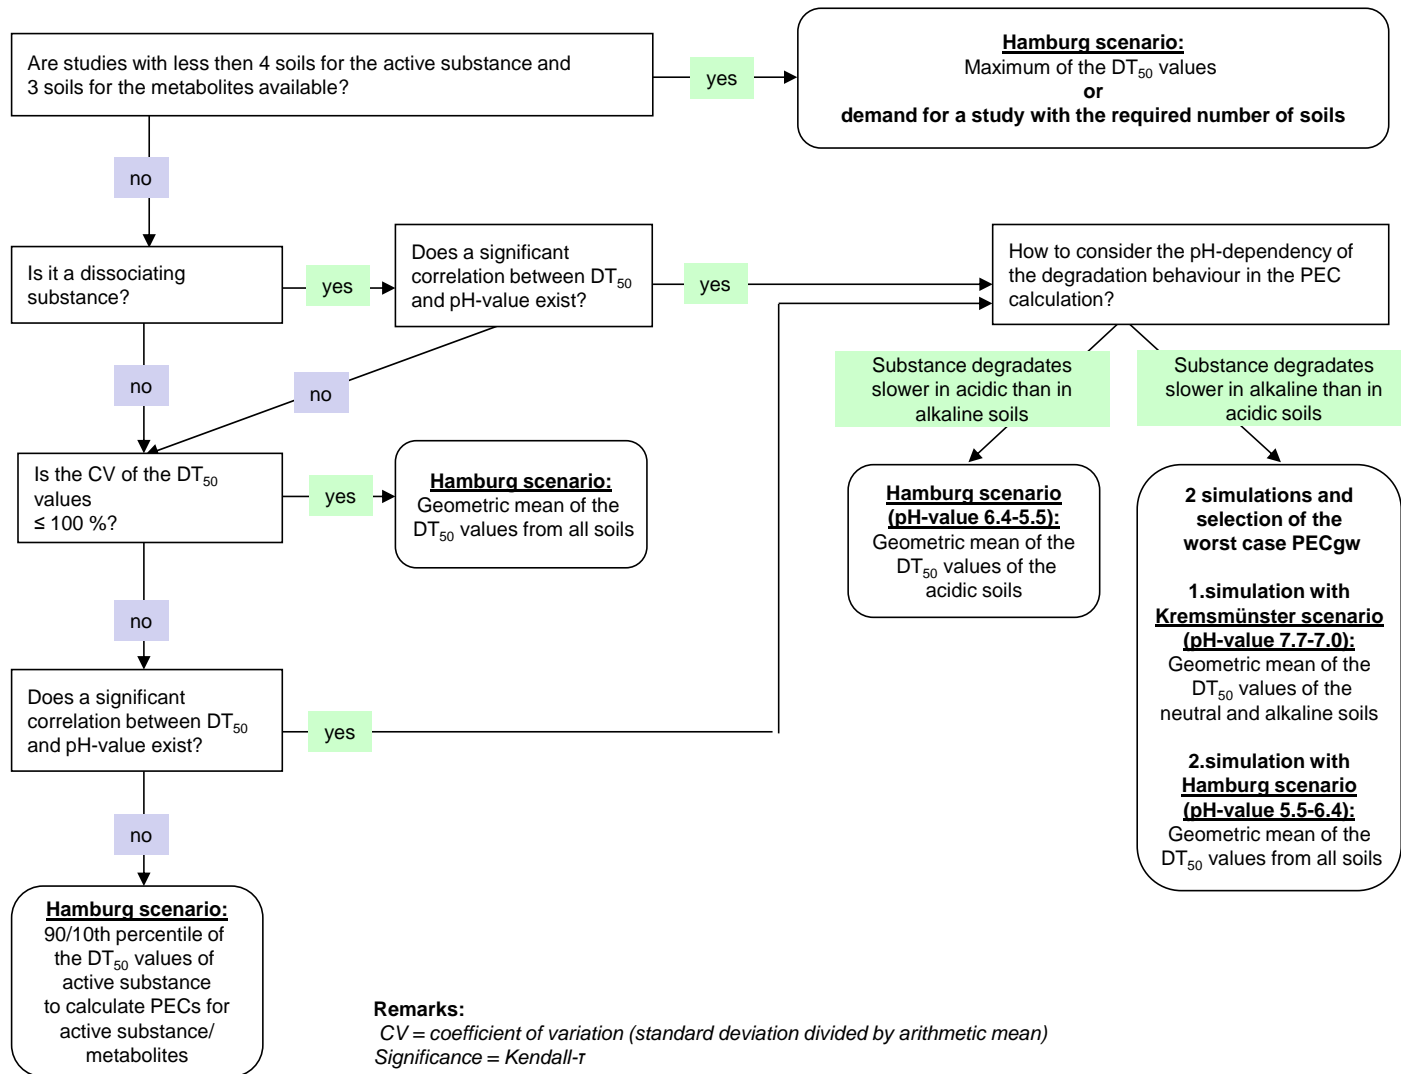 Are studies with less then 4 soils for the active substance and
3 soils for the metabolites available?
yes
Hamburg scenario:
Maximum of the DT50 values
or
demand for a study with the required number of soils
no
Is it a dissociating
substance?
yes
Does a significant
correlation between DT50
and pH-value exist?
yes
How to consider the pH-dependency of
the degradation behaviour in the PEC
calculation?
no
no
Substance degradates
slower in acidic than in
alkaline soils
Substance degradates
slower in alkaline than in
acidic soils
Is the CV of the DT50
values
≤ 100 %?
yes
Hamburg scenario:
Geometric mean of the
DT50 values from all soils
Hamburg scenario
(pH-value 6.4-5.5):
Geometric mean of the
DT50 values of the
acidic soils
2 simulations and
selection of the
worst case PECgw
1.simulation with
Kremsmünster scenario
(pH-value 7.7-7.0):
Geometric mean of the
DT50 values of the
neutral and alkaline soils
2.simulation with
Hamburg scenario
(pH-value 5.5-6.4):
Geometric mean of the
DT50 values from all soils
no
Does a significant
correlation between DT50
and pH-value exist?
yes
no
Hamburg scenario:
90/10th percentile of
the DT50 values of
active substance
to calculate PECs for
active substance/
metabolites
Remarks:
CV = coefficient of variation (standard deviation divided by arithmetic mean)
Significance = Kendall-τ